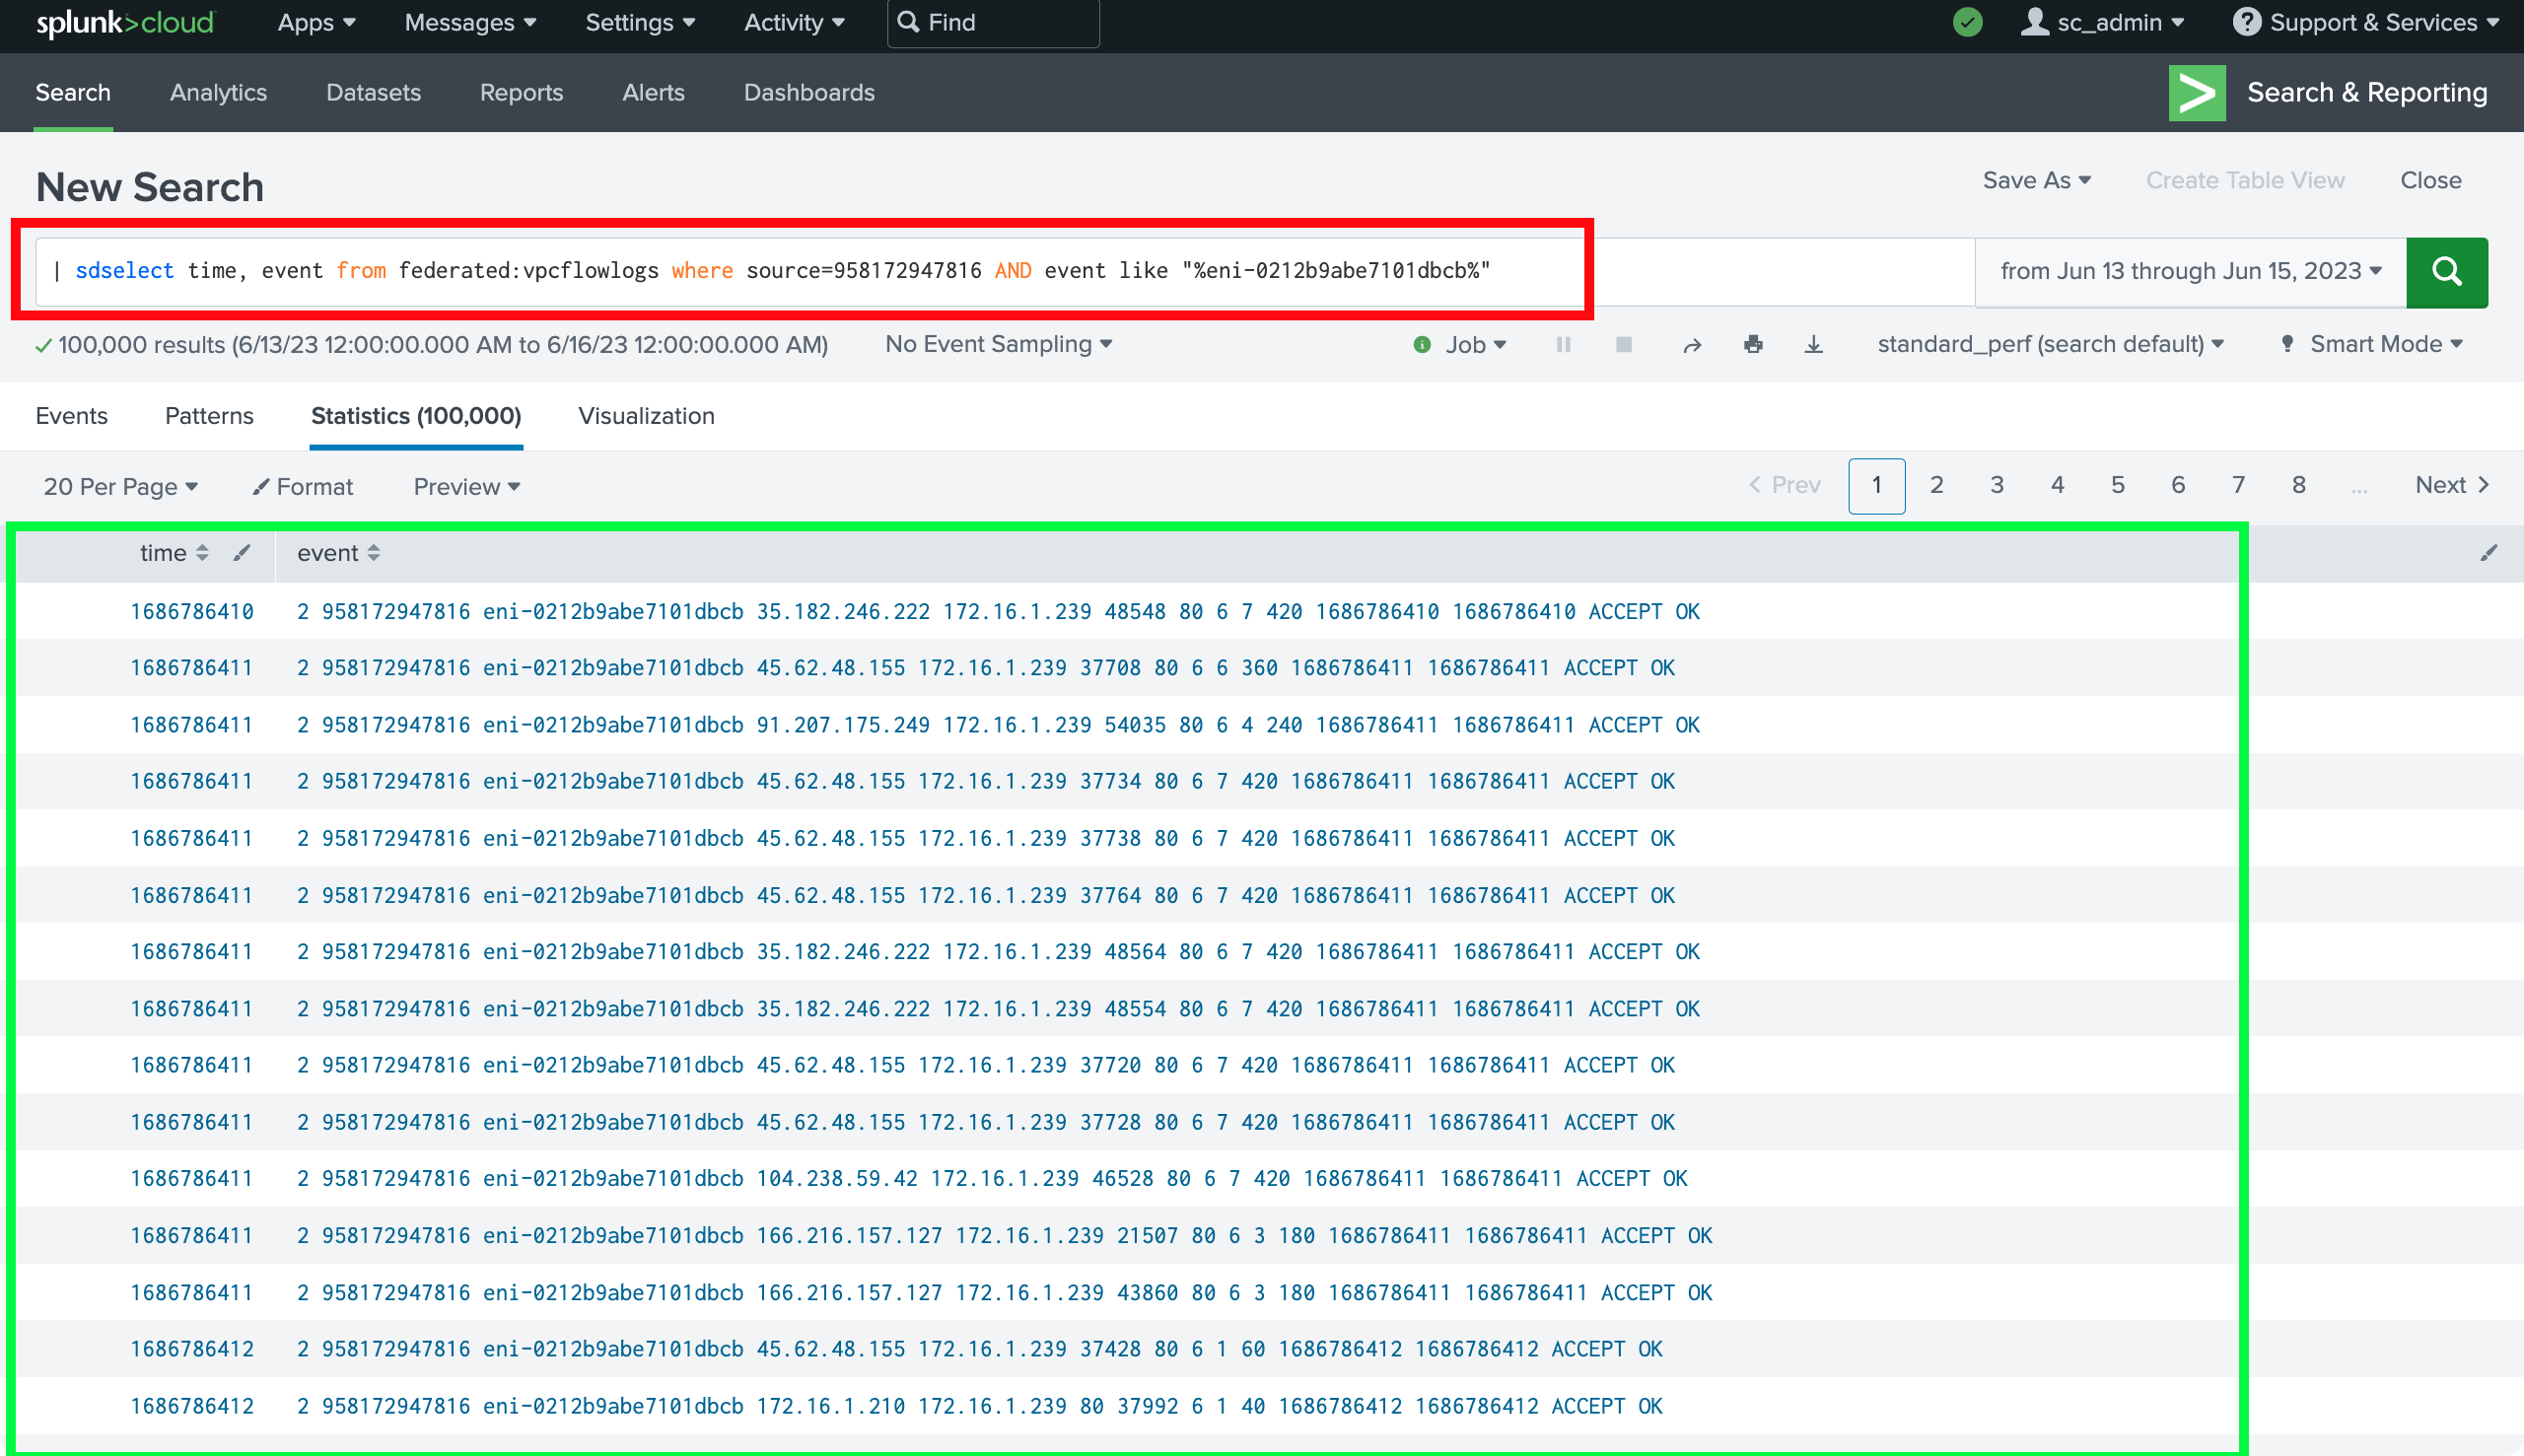 splunk>cloud Apps Messages Settings Activity Find sc_admin Support & Services
Search Analytics Datasets Reports Alerts Dashboards Search & Reporting
New Search Save As Create Table View Close
| sdselect time, event from federated:vpcflowlogs where source=958172947816 AND event like "%eni-0212b9abe7101dbcb%" from Jun 13 through Jun 15, 2023
100,000 results (6/13/23 12:00:00.000 AM to 6/16/23 12:00:00.000 AM) No Event Sampling Job standard_perf (search default) Smart Mode
Events Patterns Statistics (100,000) Visualization
20 Per Page Format Preview < Prev 1 2 3 4 5 6 7 8 ... Next >
time event
1686786410 2 958172947816 eni-0212b9abe7101dbcb 35.182.246.222 172.16.1.239 48548 80 6 7 420 1686786410 1686786410 ACCEPT OK
1686786411 2 958172947816 eni-0212b9abe7101dbcb 45.62.48.155 172.16.1.239 37708 80 6 6 360 1686786411 1686786411 ACCEPT OK
1686786411 2 958172947816 eni-0212b9abe7101dbcb 91.207.175.249 172.16.1.239 54035 80 6 4 240 1686786411 1686786411 ACCEPT OK
1686786411 2 958172947816 eni-0212b9abe7101dbcb 45.62.48.155 172.16.1.239 37734 80 6 7 420 1686786411 1686786411 ACCEPT OK
1686786411 2 958172947816 eni-0212b9abe7101dbcb 45.62.48.155 172.16.1.239 37738 80 6 7 420 1686786411 1686786411 ACCEPT OK
1686786411 2 958172947816 eni-0212b9abe7101dbcb 45.62.48.155 172.16.1.239 37764 80 6 7 420 1686786411 1686786411 ACCEPT OK
1686786411 2 958172947816 eni-0212b9abe7101dbcb 35.182.246.222 172.16.1.239 48564 80 6 7 420 1686786411 1686786411 ACCEPT OK
1686786411 2 958172947816 eni-0212b9abe7101dbcb 35.182.246.222 172.16.1.239 48554 80 6 7 420 1686786411 1686786411 ACCEPT OK
1686786411 2 958172947816 eni-0212b9abe7101dbcb 45.62.48.155 172.16.1.239 37720 80 6 7 420 1686786411 1686786411 ACCEPT OK
1686786411 2 958172947816 eni-0212b9abe7101dbcb 45.62.48.155 172.16.1.239 37728 80 6 7 420 1686786411 1686786411 ACCEPT OK
1686786411 2 958172947816 eni-0212b9abe7101dbcb 104.238.59.42 172.16.1.239 46528 80 6 7 420 1686786411 1686786411 ACCEPT OK
1686786411 2 958172947816 eni-0212b9abe7101dbcb 166.216.157.127 172.16.1.239 21507 80 6 3 180 1686786411 1686786411 ACCEPT OK
1686786411 2 958172947816 eni-0212b9abe7101dbcb 166.216.157.127 172.16.1.239 43860 80 6 3 180 1686786411 1686786411 ACCEPT OK
1686786412 2 958172947816 eni-0212b9abe7101dbcb 45.62.48.155 172.16.1.239 37428 80 6 1 60 1686786412 1686786412 ACCEPT OK
1686786412 2 958172947816 eni-0212b9abe7101dbcb 172.16.1.210 172.16.1.239 80 37992 6 1 40 1686786412 1686786412 ACCEPT OK